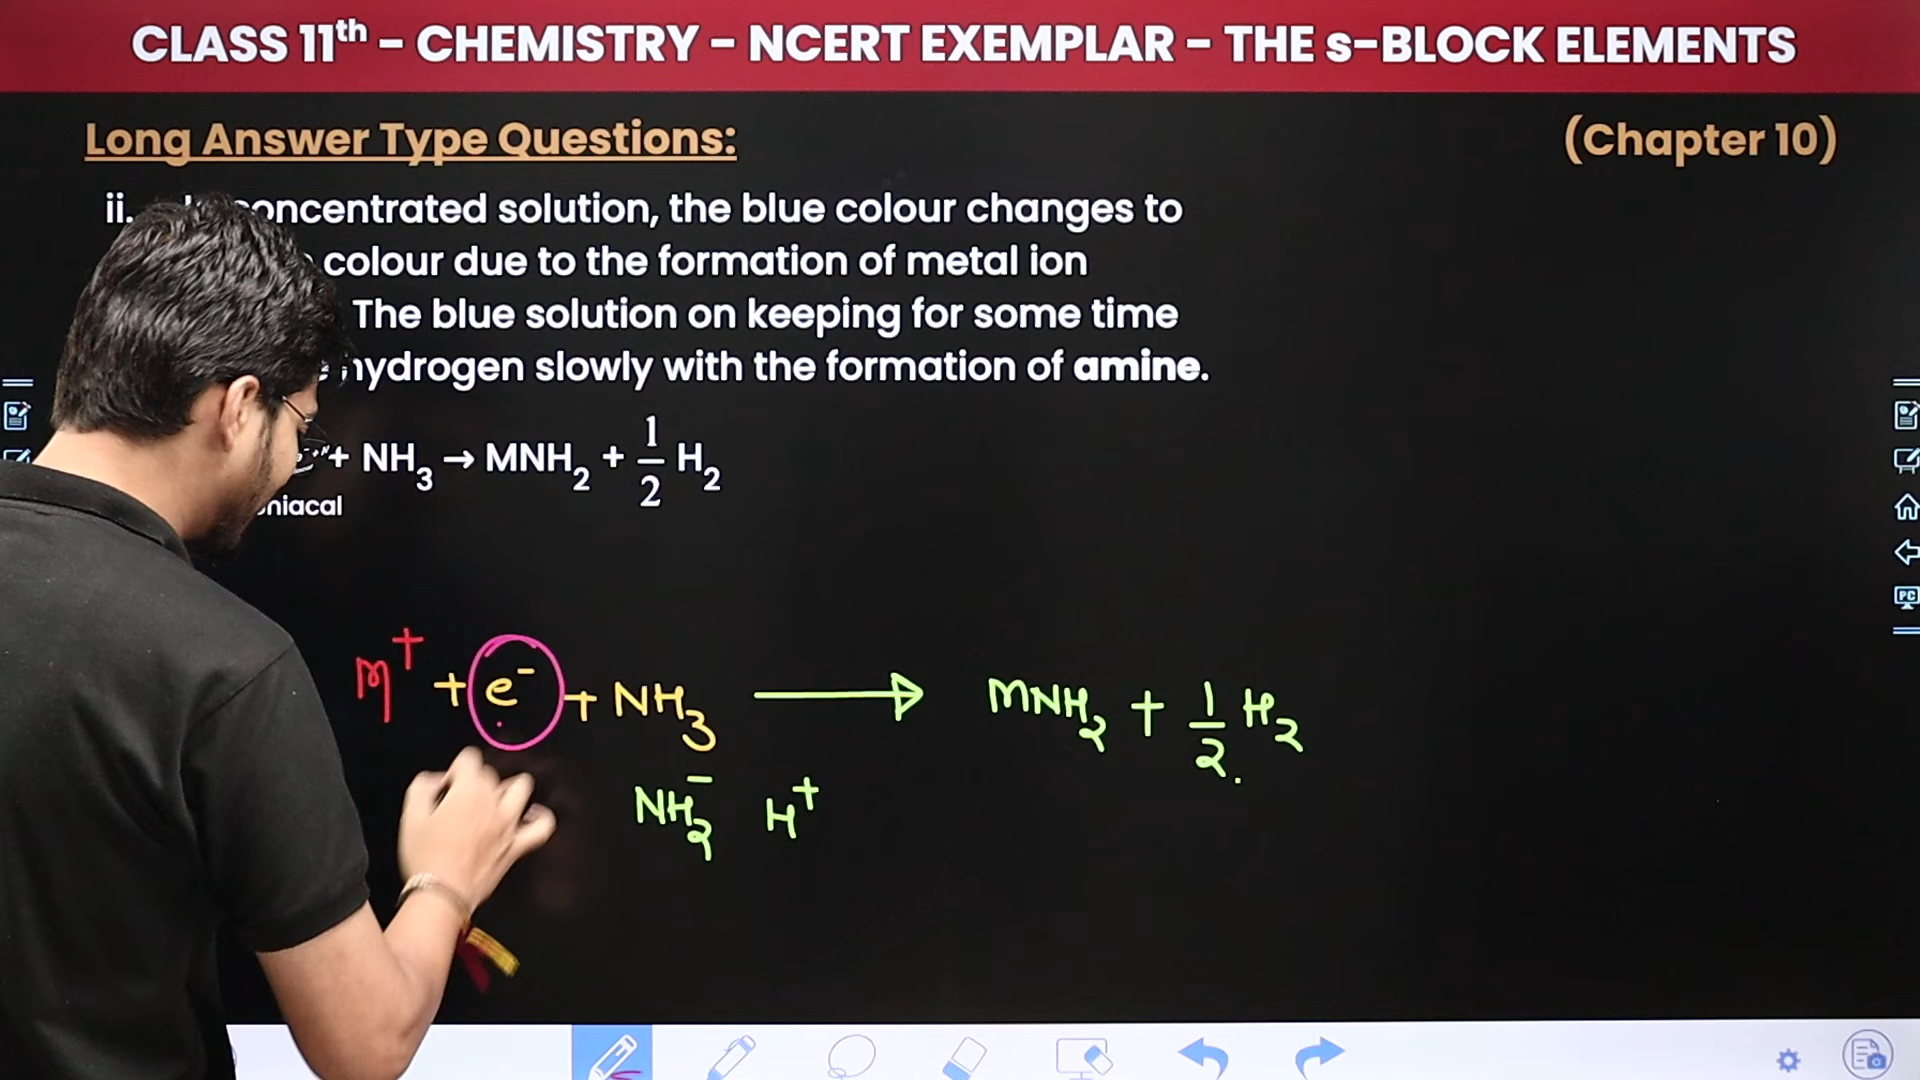 CLASS 11th – CHEMISTRY – NCERT EXEMPLAR – THE s-BLOCK ELEMENTS
Long Answer Type Questions:
(Chapter 10)
ii. concentrated solution, the blue colour changes to
colour due to the formation of metal ion
The blue solution on keeping for some time
hydrogen slowly with the formation of amine.
+ NH₃ → MNH₂ + 1/2 H₂
M⁺ + e⁻ + NH₃ ⟶ MNH₂ + 1/2 H₂
NH₂⁻ H⁺
PC